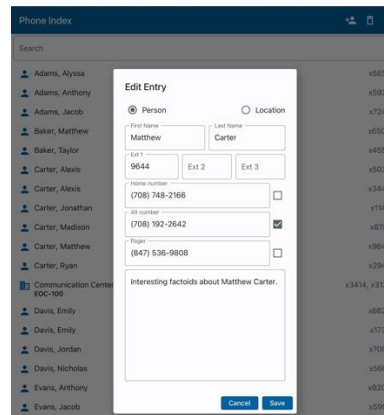 Phone Index
Search
Adams, Alyssa
Adams, Anthony
Adams, Jacob
Baker, Matthew
Baker, Taylor
Carter, Alexis
Carter, Alexis
Carter, Jonathan
Carter, Madison
Carter, Matthew
Carter, Ryan
Communication Center
EOC-100
x3414,
Davis, Emily
Davis, Emily
Davis, Jordan
Davis, Nicholas
Evans, Anthony
Evans, Jacob
Edit Entry
Person
Location
First Name
Matthew
Last Name
Carter
Ext 1
9644
Ext 2
Ext 3
Home number
(708) 748-2166
Alt number
(708) 192-2642
Pager
(847) 536-9808
Interesting factoids about Matthew Carter.
Cancel
Save